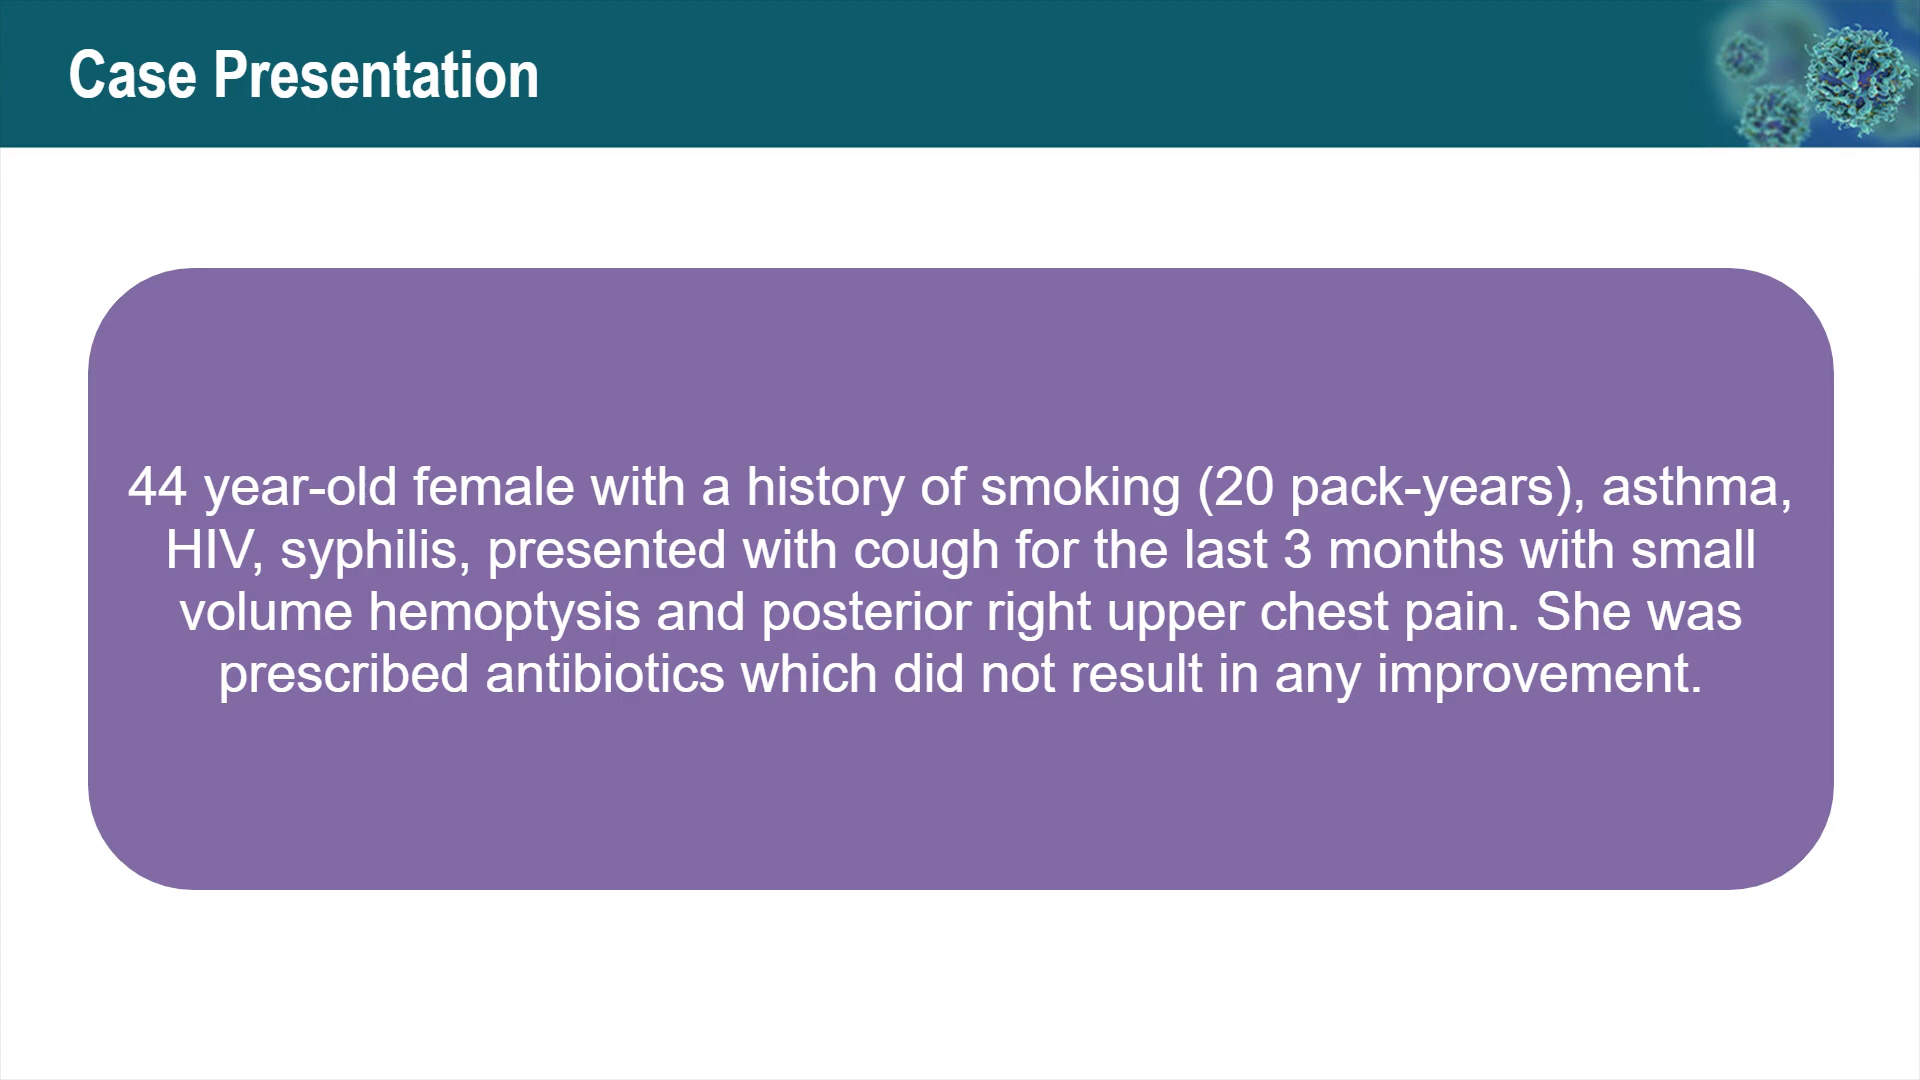 Case Presentation
44 year-old female with a history of smoking (20 pack-years), asthma,
HIV, syphilis, presented with cough for the last 3 months with small
volume hemoptysis and posterior right upper chest pain. She was
prescribed antibiotics which did not result in any improvement.